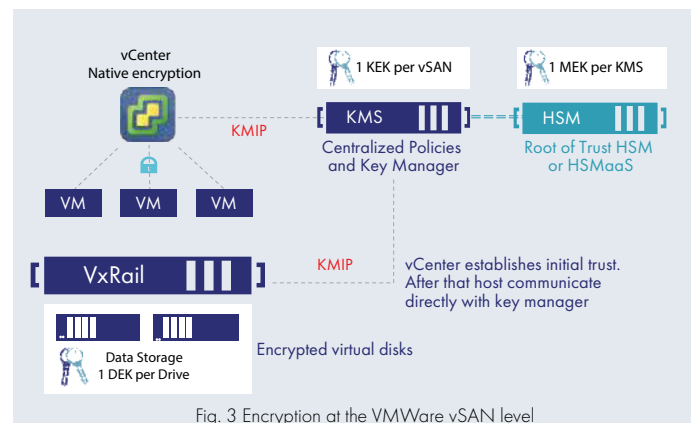 vCenter
Native encryption
1 KEK per vSAN
1 MEK per KMS
KMIP
KMS
HSM
Centralized Policies
and Key Manager
Root of Trust HSM
or HSMaaS
VM
VM
VM
VxRail
KMIP
vCenter establishes initial trust.
After that host communicate
directly with key manager
Data Storage
1 DEK per Drive
Encrypted virtual disks
Fig. 3 Encryption at the VMWare vSAN level